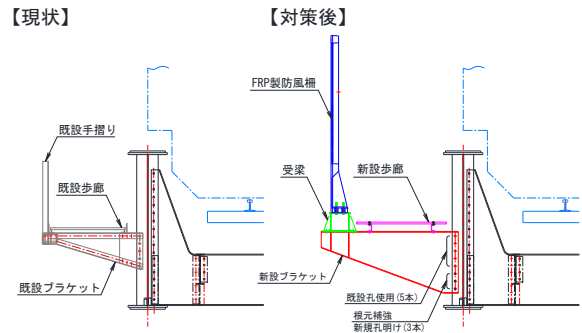 【現状】
既設手摺り
既設歩廊
既設ブラケット
【対策後】
FRP製防風柵
受梁
新設歩廊
新設ブラケット
既設孔使用(5本)
根元補強
新規孔明け(3本)